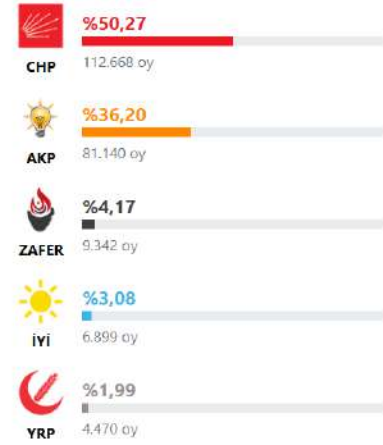 %50,27
CHP
112.668 oy
%36,20
AKP
81.140 oy
%4,17
ZAFER
9.342 oy
%3,08
İYİ
6.899 oy
%1,99
YRP
4.470 oy